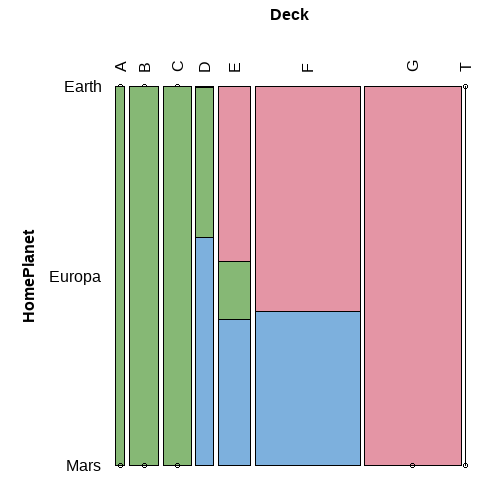 Deck
A B C D E F G T
Earth
HomePlanet
Europa
Mars